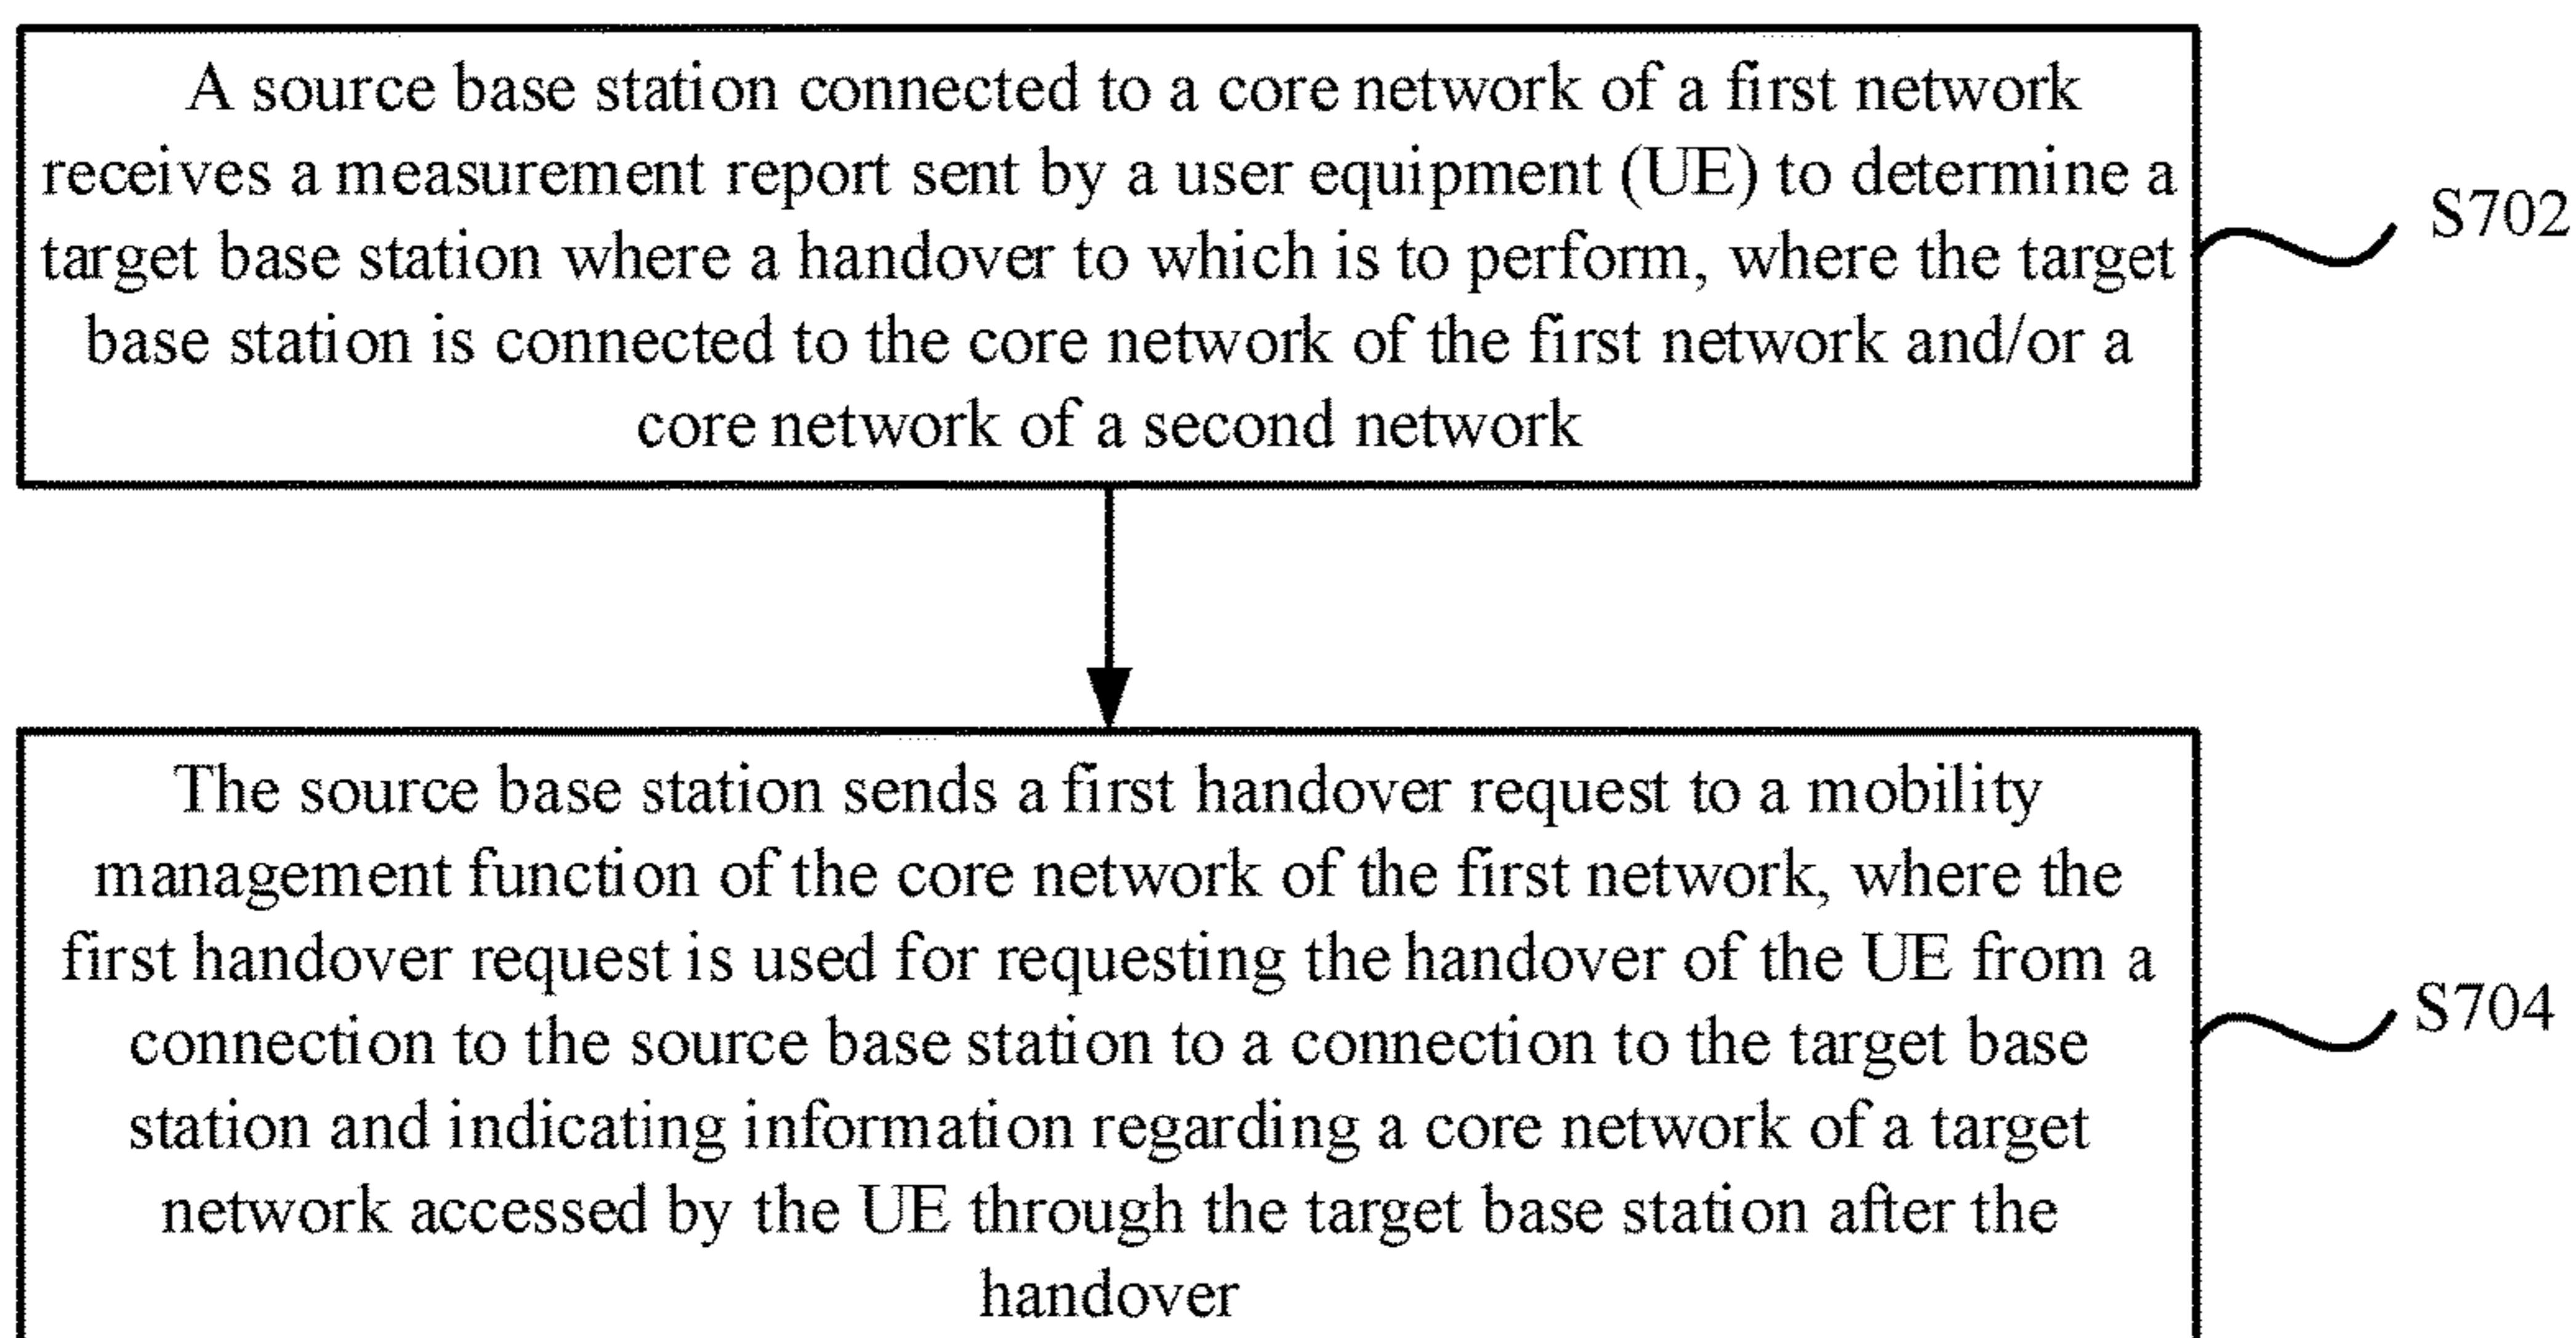 A source base station connected to a core network of a first network
receives a measurement report sent by a user equipment (UE) to determine a
target base station where a handover to which is to perform, where the target
base station is connected to the core network of the first network and/or a
core network of a second network
S702
The source base station sends a first handover request to a mobility
management function of the core network of the first network, where the
first handover request is used for requesting the handover of the UE from a
connection to the source base station to a connection to the target base
station and indicating information regarding a core network of a target
network accessed by the UE through the target base station after the
handover
S704